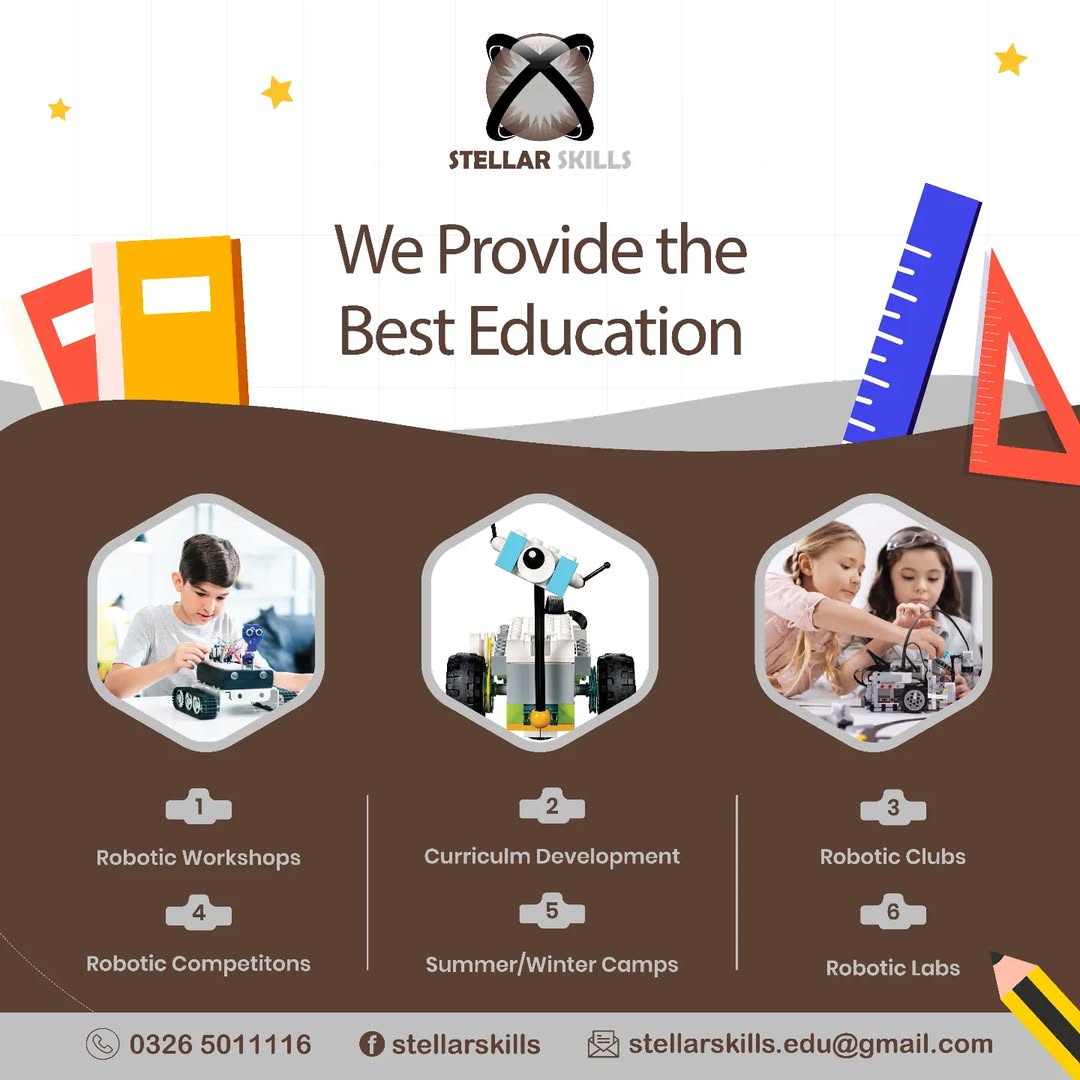 STELLAR SKILLS
We Provide the
Best Education
1
Robotic Workshops
2
Curriculm Development
3
Robotic Clubs
4
Robotic Competitons
5
Summer/Winter Camps
6
Robotic Labs
0326 5011116
stellarskills
stellarskills.edu@gmail.com